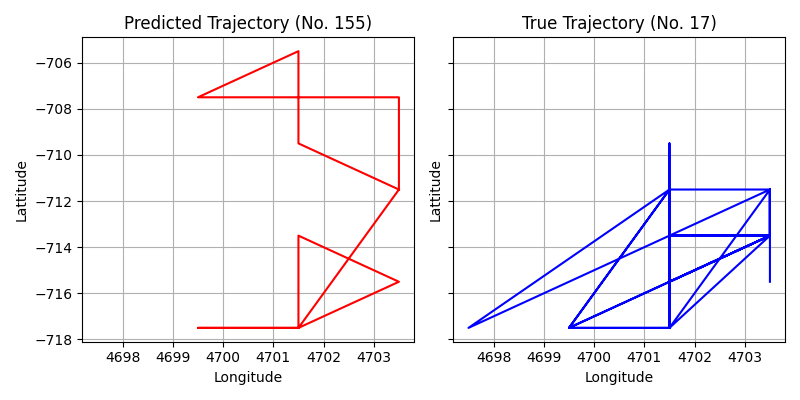 Predicted Trajectory (No. 155)
True Trajectory (No. 17)
−706
−708
−710
−712
−714
−716
−718
Lattitude
Lattitude
4698 4699 4700 4701 4702 4703
4698 4699 4700 4701 4702 4703
Longitude
Longitude